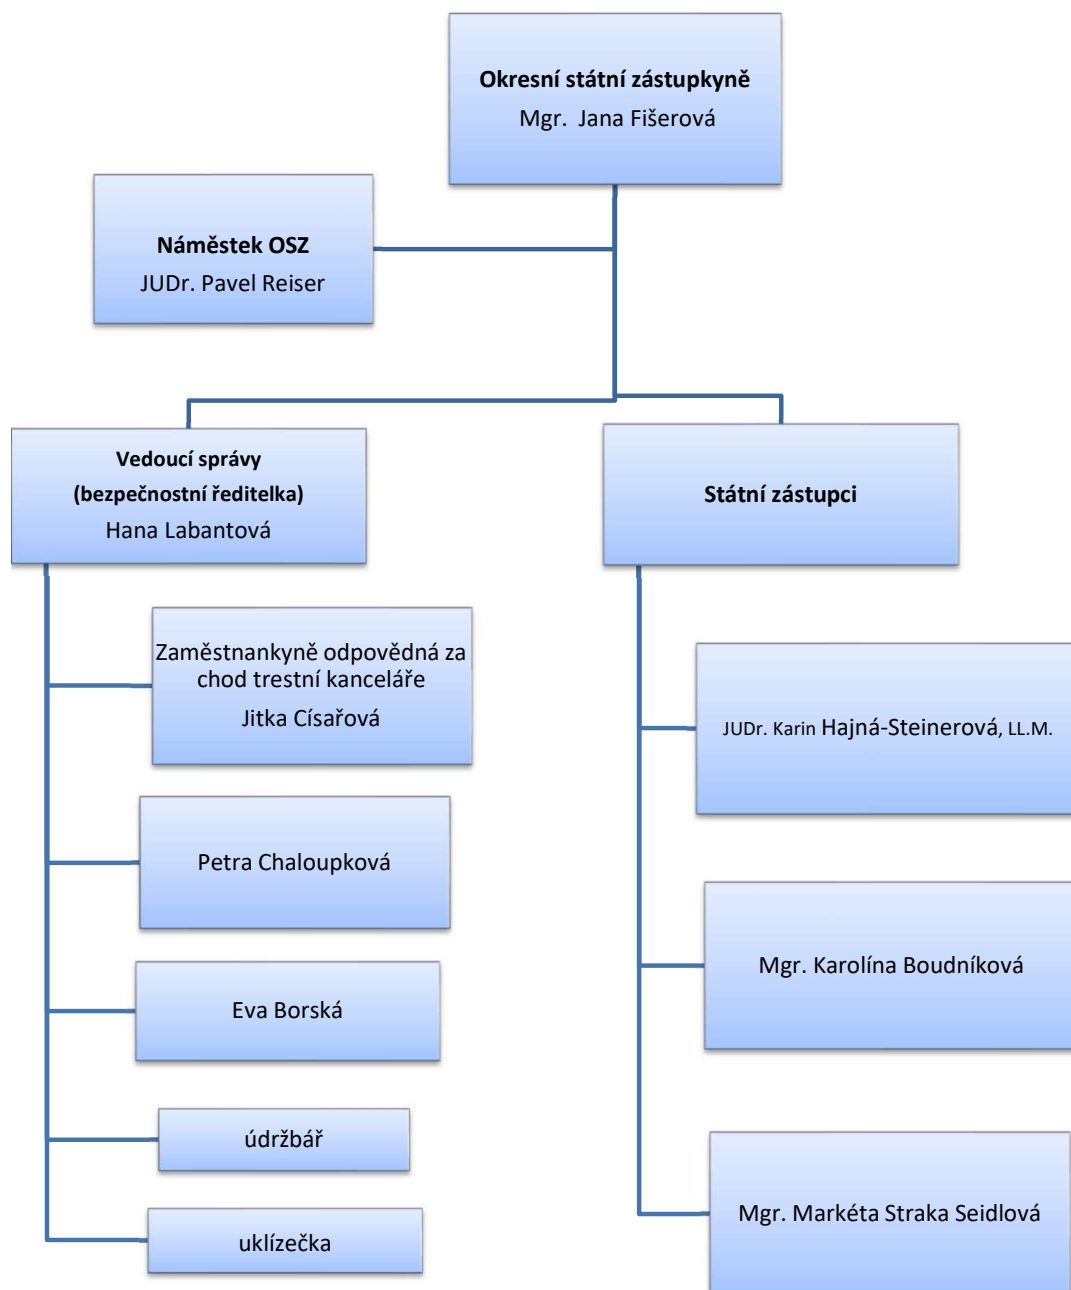 Okresní státní zástupkyně
Mgr. Jana Fišerová
Náměstek OSZ
JUDr. Pavel Reiser
Vedoucí správy
(bezpečnostní ředitelka)
Hana Labantová
Státní zástupci
Zaměstnankyně odpovědná za
chod trestní kanceláře
Jitka Císařová
Petra Chaloupková
Eva Borská
údržbář
uklízečka
JUDr. Karin Hajná-Steinerová, LL.M.
Mgr. Karolína Boudníková
Mgr. Markéta Straka Seidlová